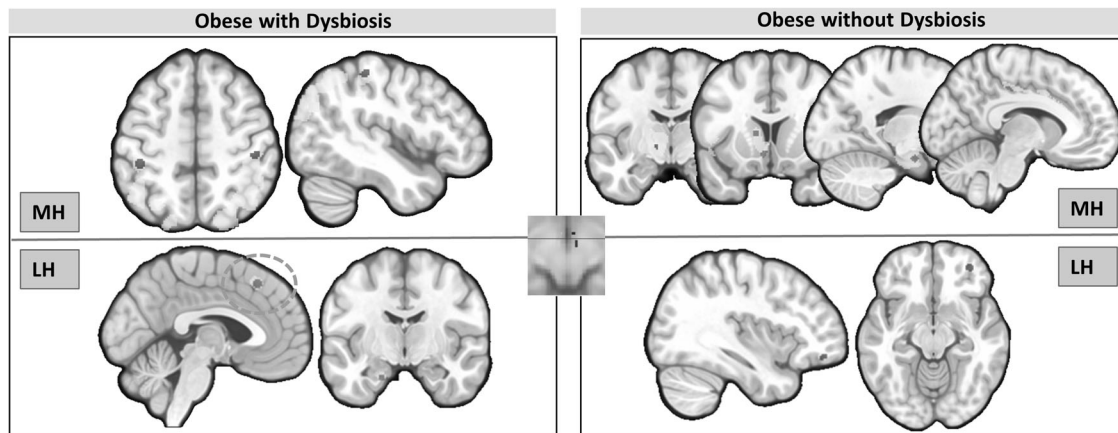 Obese with Dysbiosis
Obese without Dysbiosis
MH
MH
LH
LH